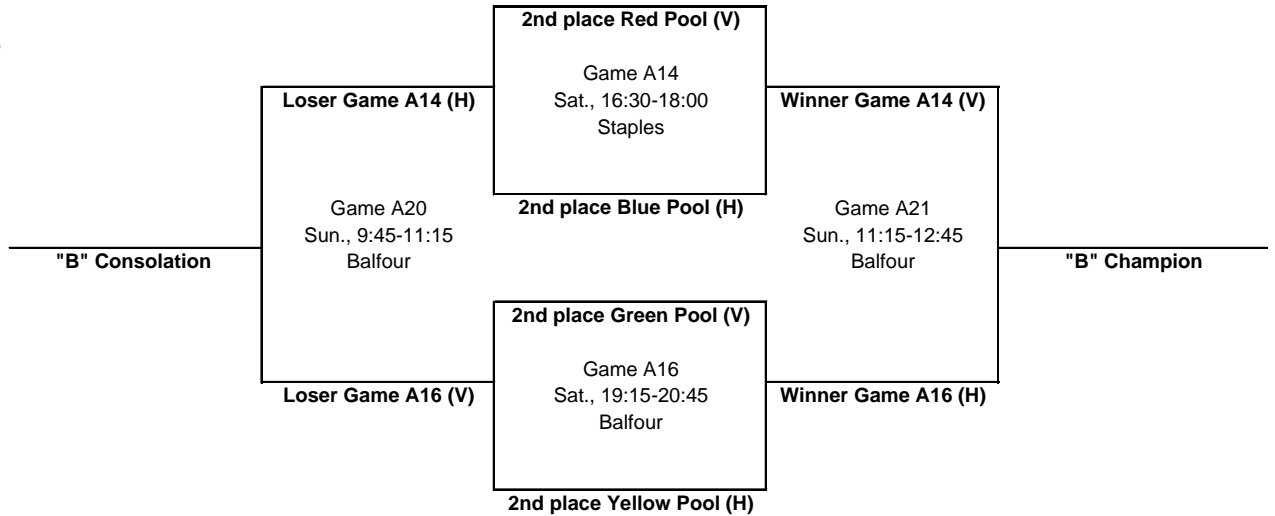 2nd place Red Pool (V)
Game A14
Sat., 16:30-18:00
Staples
Loser Game A14 (H)
Winner Game A14 (V)
2nd place Blue Pool (H)
Game A20
Sun., 9:45-11:15
Balfour
Game A21
Sun., 11:15-12:45
Balfour
"B" Consolation
"B" Champion
2nd place Green Pool (V)
Game A16
Sat., 19:15-20:45
Balfour
Loser Game A16 (V)
Winner Game A16 (H)
2nd place Yellow Pool (H)